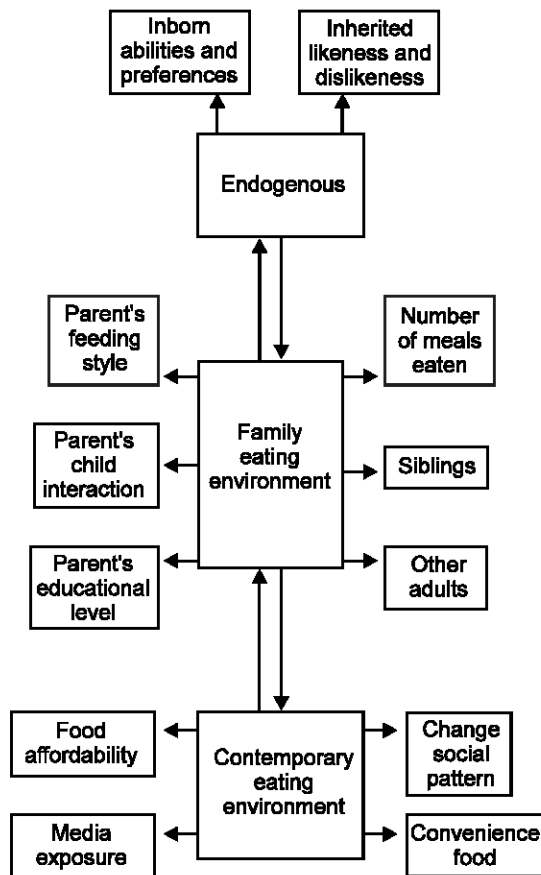 Inborn
abilities and
preferences
Inherited
likeness and
dislikeness
Endogenous
Parent's
feeding
style
Number
of meals
eaten
Parent's
child
interaction
Family
eating
environment
Siblings
Parent's
educational
level
Other
adults
Food
affordability
Contemporary
eating
environment
Change
social
pattern
Media
exposure
Convenience
food